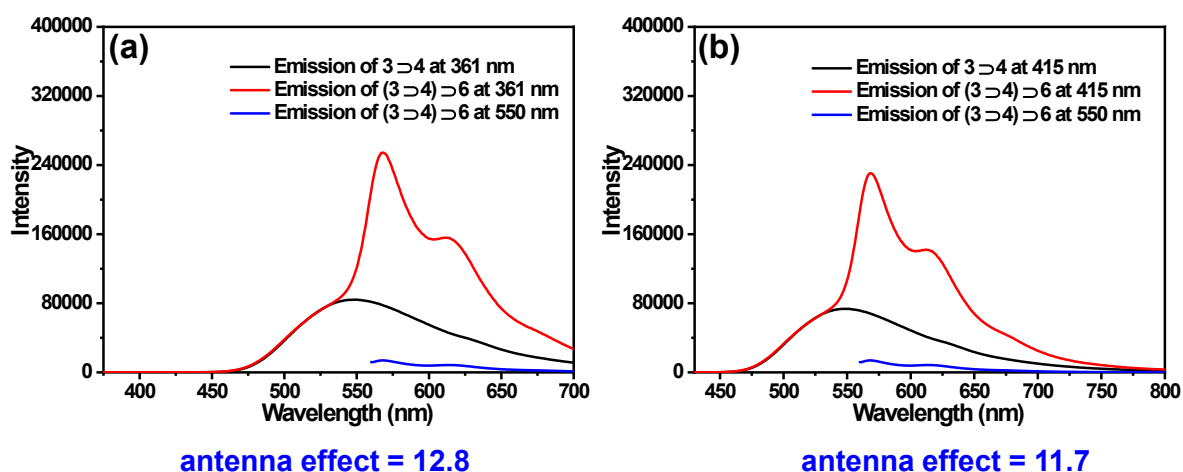 (a)
Emission of 3⊃4 at 361 nm
Emission of (3⊃4)⊃6 at 361 nm
Emission of (3⊃4)⊃6 at 550 nm
400000
320000
240000
160000
80000
0
Intensity
400 450 500 550 600 650 700
Wavelength (nm)
antenna effect = 12.8
(b)
Emission of 3⊃4 at 415 nm
Emission of (3⊃4)⊃6 at 415 nm
Emission of (3⊃4)⊃6 at 550 nm
400000
320000
240000
160000
80000
0
Intensity
450 500 550 600 650 700 750 800
Wavelength (nm)
antenna effect = 11.7